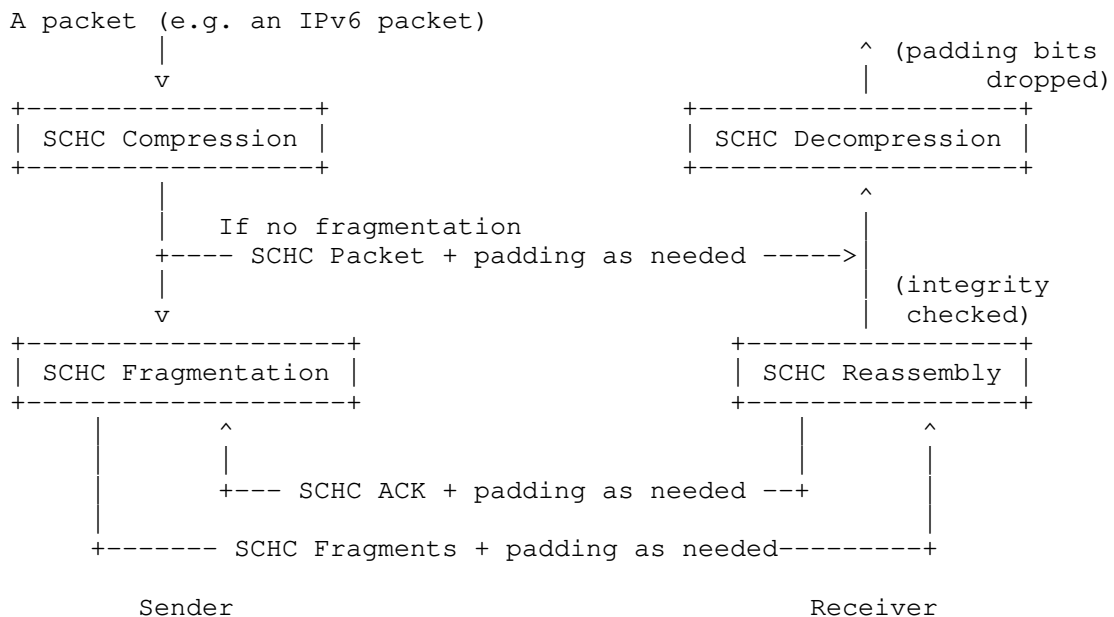 A packet (e.g. an IPv6 packet)
(padding bits
dropped)
SCHC Compression
SCHC Decompression
If no fragmentation
SCHC Packet + padding as needed
(integrity
checked)
SCHC Fragmentation
SCHC Reassembly
SCHC ACK + padding as needed
SCHC Fragments + padding as needed
Sender
Receiver